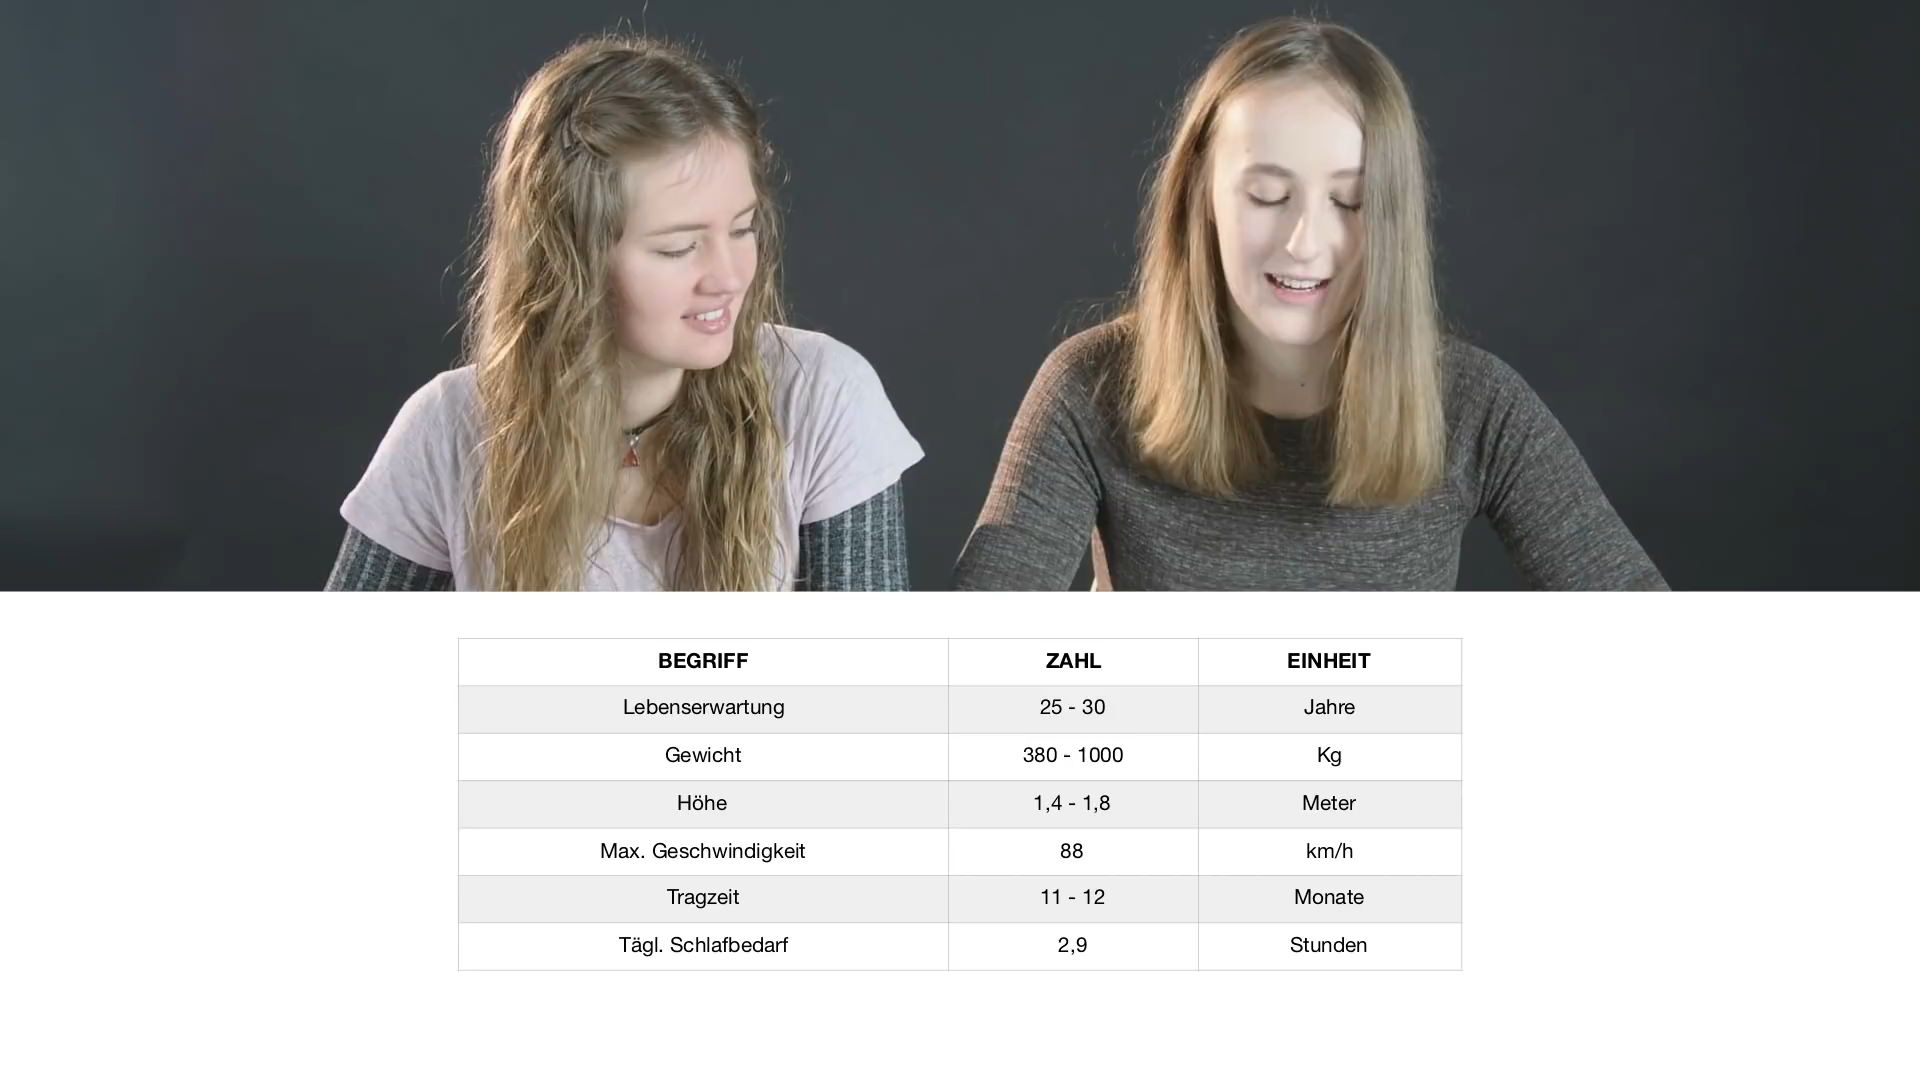 BEGRIFF ZAHL EINHEIT
Lebenserwartung 25 - 30 Jahre
Gewicht 380 - 1000 Kg
Höhe 1,4 - 1,8 Meter
Max. Geschwindigkeit 88 km/h
Tragzeit 11 - 12 Monate
Tägl. Schlafbedarf 2,9 Stunden